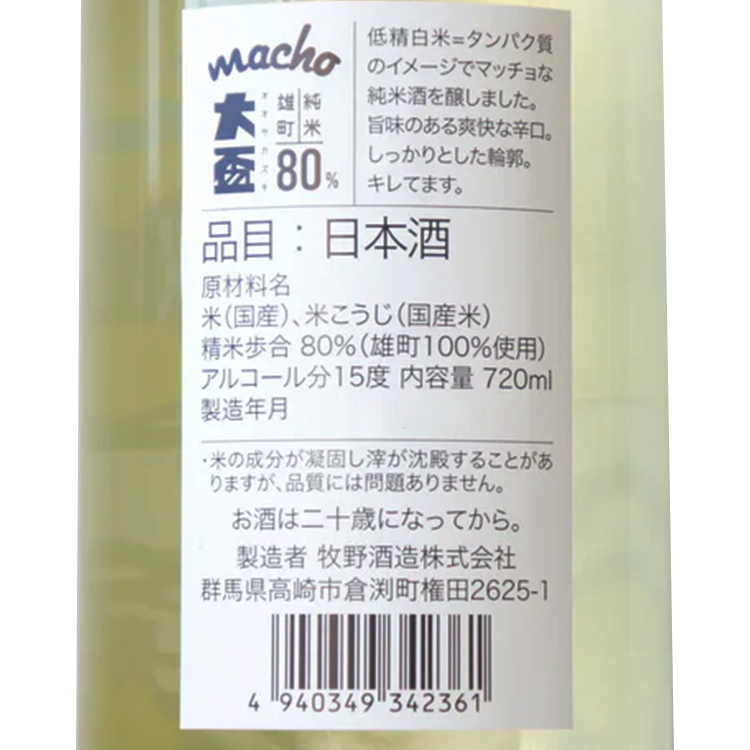 macho
大盃
オオサカズキ
純米
雄町
80%
低精白米=タンパク質
のイメージでマッチョな
純米酒を醸しました。
旨味のある爽快な辛口。
しっかりとした輪郭。
キレてます。
品目：日本酒
原材料名
米（国産）、米こうじ（国産米）
精米歩合 80%（雄町100%使用）
アルコール分15度 内容量 720ml
製造年月
・米の成分が凝固し滓が沈殿することがあ
りますが、品質には問題ありません。
お酒は二十歳になってから。
製造者 牧野酒造株式会社
群馬県高崎市倉渕町権田2625-1
4 940349 342361